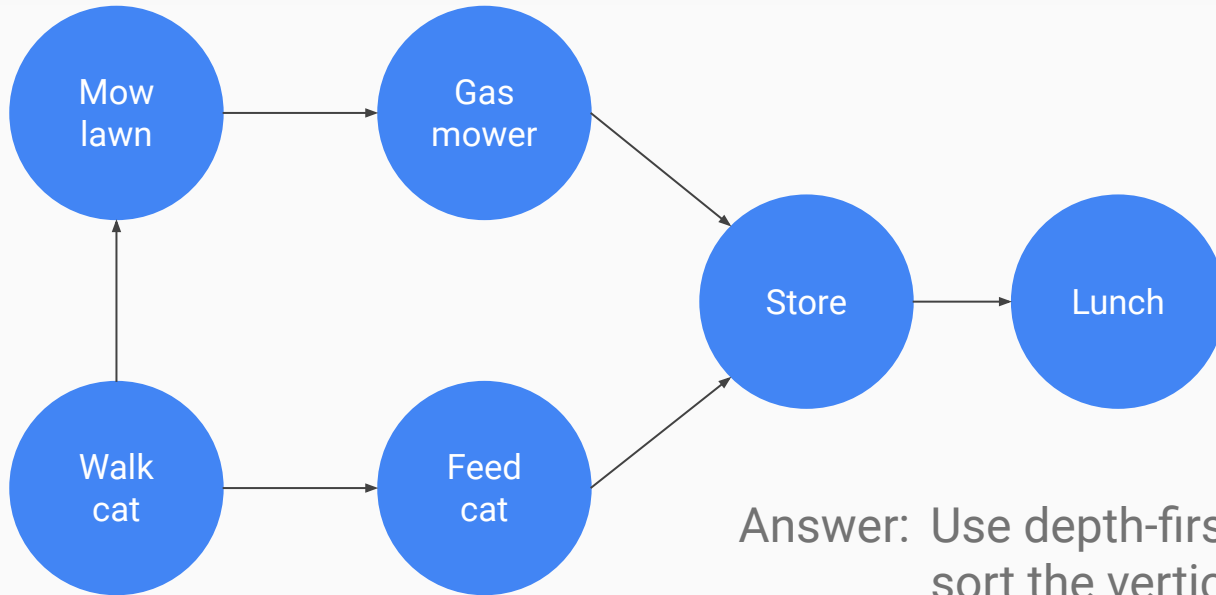 Mow
lawn
Gas
mower
Store
Lunch
Walk
cat
Feed
cat
Answer: Use
sort the